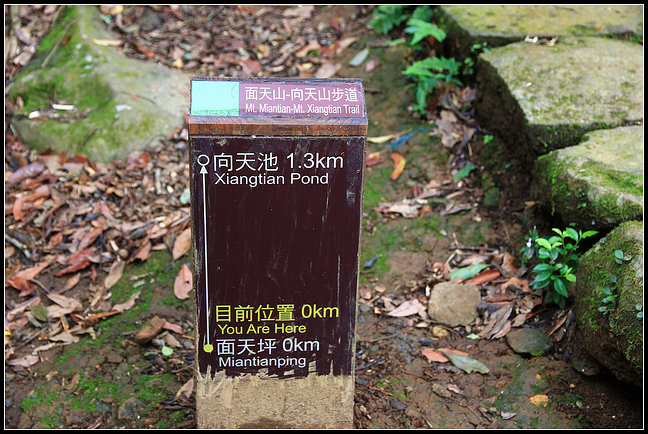 面天山-向天山步道
Mt. Miantian-Mt. Xiangtian Trail
向天池 1.3km
Xiangtian Pond
目前位置 0km
You Are Here
面天坪 0km
Miantianping